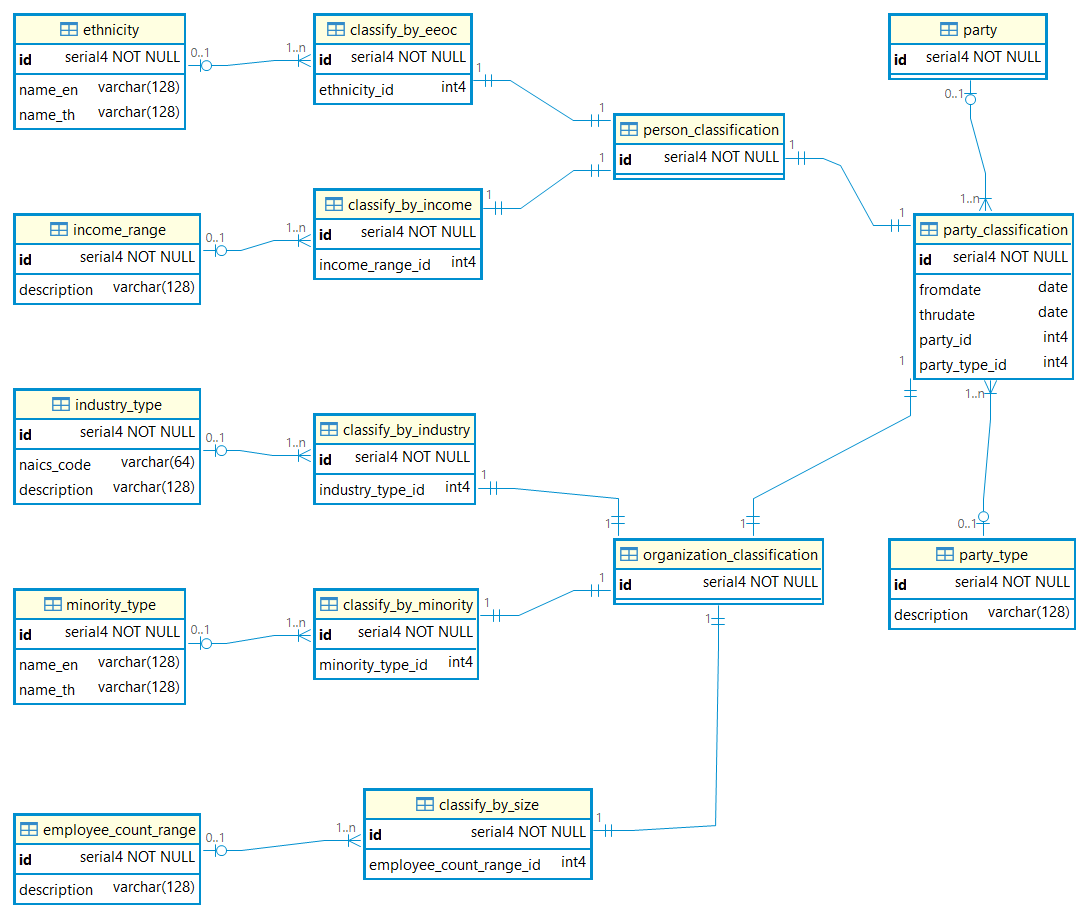 ethnicity
id serial4 NOT NULL
name_en varchar(128)
name_th varchar(128)
0..1
1..n
classify_by_eeoc
id serial4 NOT NULL
ethnicity_id int4
1
1
person_classification
id serial4 NOT NULL
1
1
party
id serial4 NOT NULL
0..1
1..n
income_range
id serial4 NOT NULL
description varchar(128)
0..1
1..n
classify_by_income
id serial4 NOT NULL
income_range_id int4
1
1
party_classification
id serial4 NOT NULL
fromdate date
thrudate date
party_id int4
party_type_id int4
1
1..n
industry_type
id serial4 NOT NULL
naics_code varchar(64)
description varchar(128)
0..1
1..n
classify_by_industry
id serial4 NOT NULL
industry_type_id int4
1
1
1
0..1
organization_classification
id serial4 NOT NULL
party_type
id serial4 NOT NULL
description varchar(128)
minority_type
id serial4 NOT NULL
name_en varchar(128)
name_th varchar(128)
0..1
1..n
classify_by_minority
id serial4 NOT NULL
minority_type_id int4
1
1
1
employee_count_range
id serial4 NOT NULL
description varchar(128)
0..1
1..n
classify_by_size
id serial4 NOT NULL
employee_count_range_id int4
1